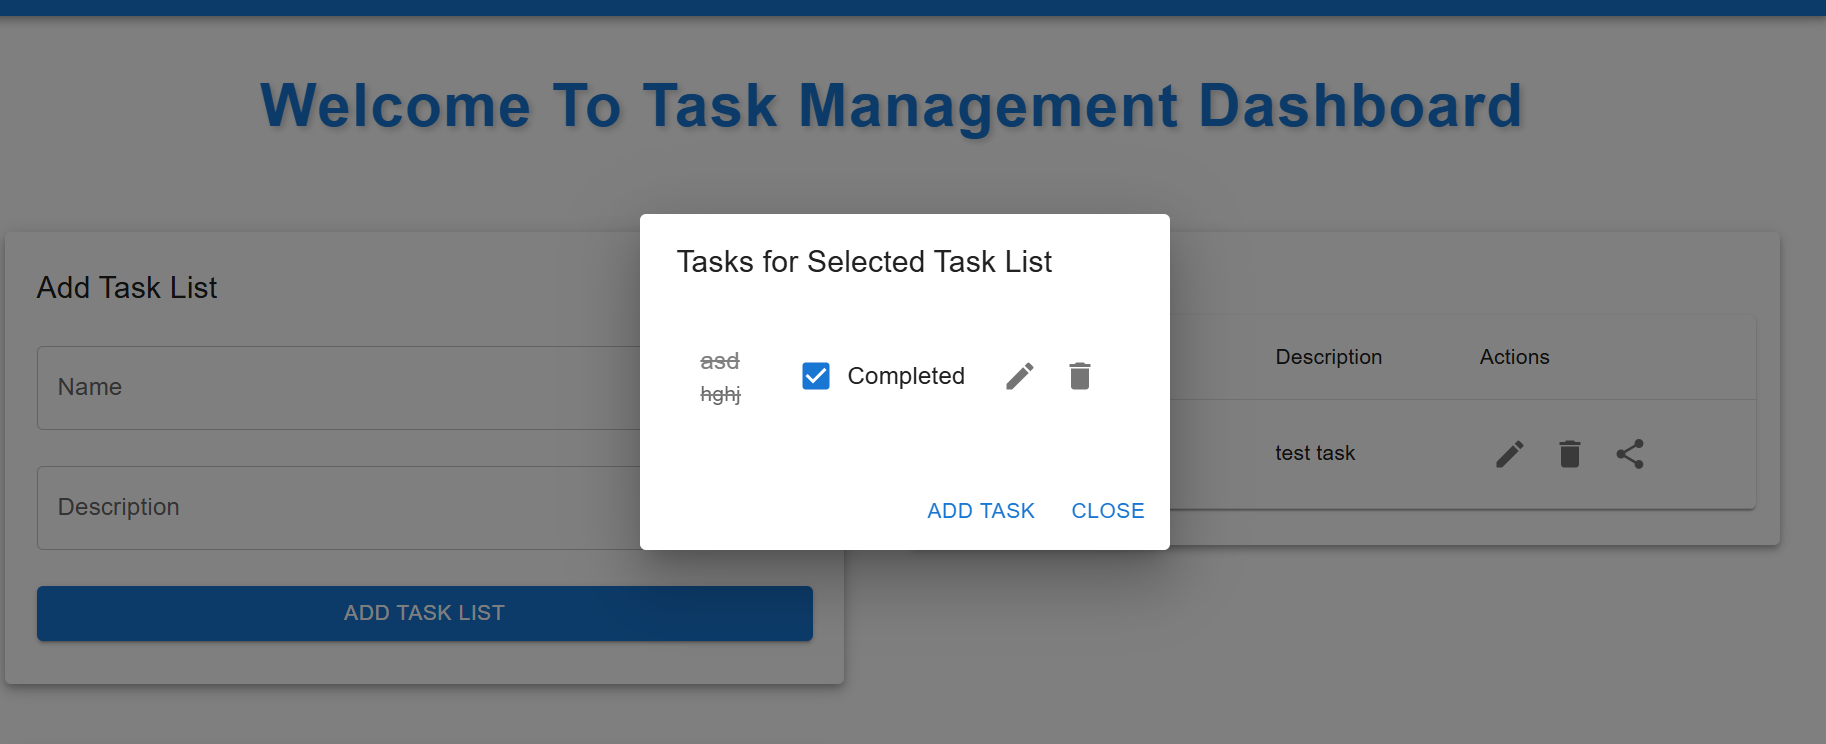 Welcome To Task Management Dashboard
Add Task List
Name
Description
ADD TASK LIST
Tasks for Selected Task List
asd
hghj
Completed
ADD TASK
CLOSE
Description
Actions
test task